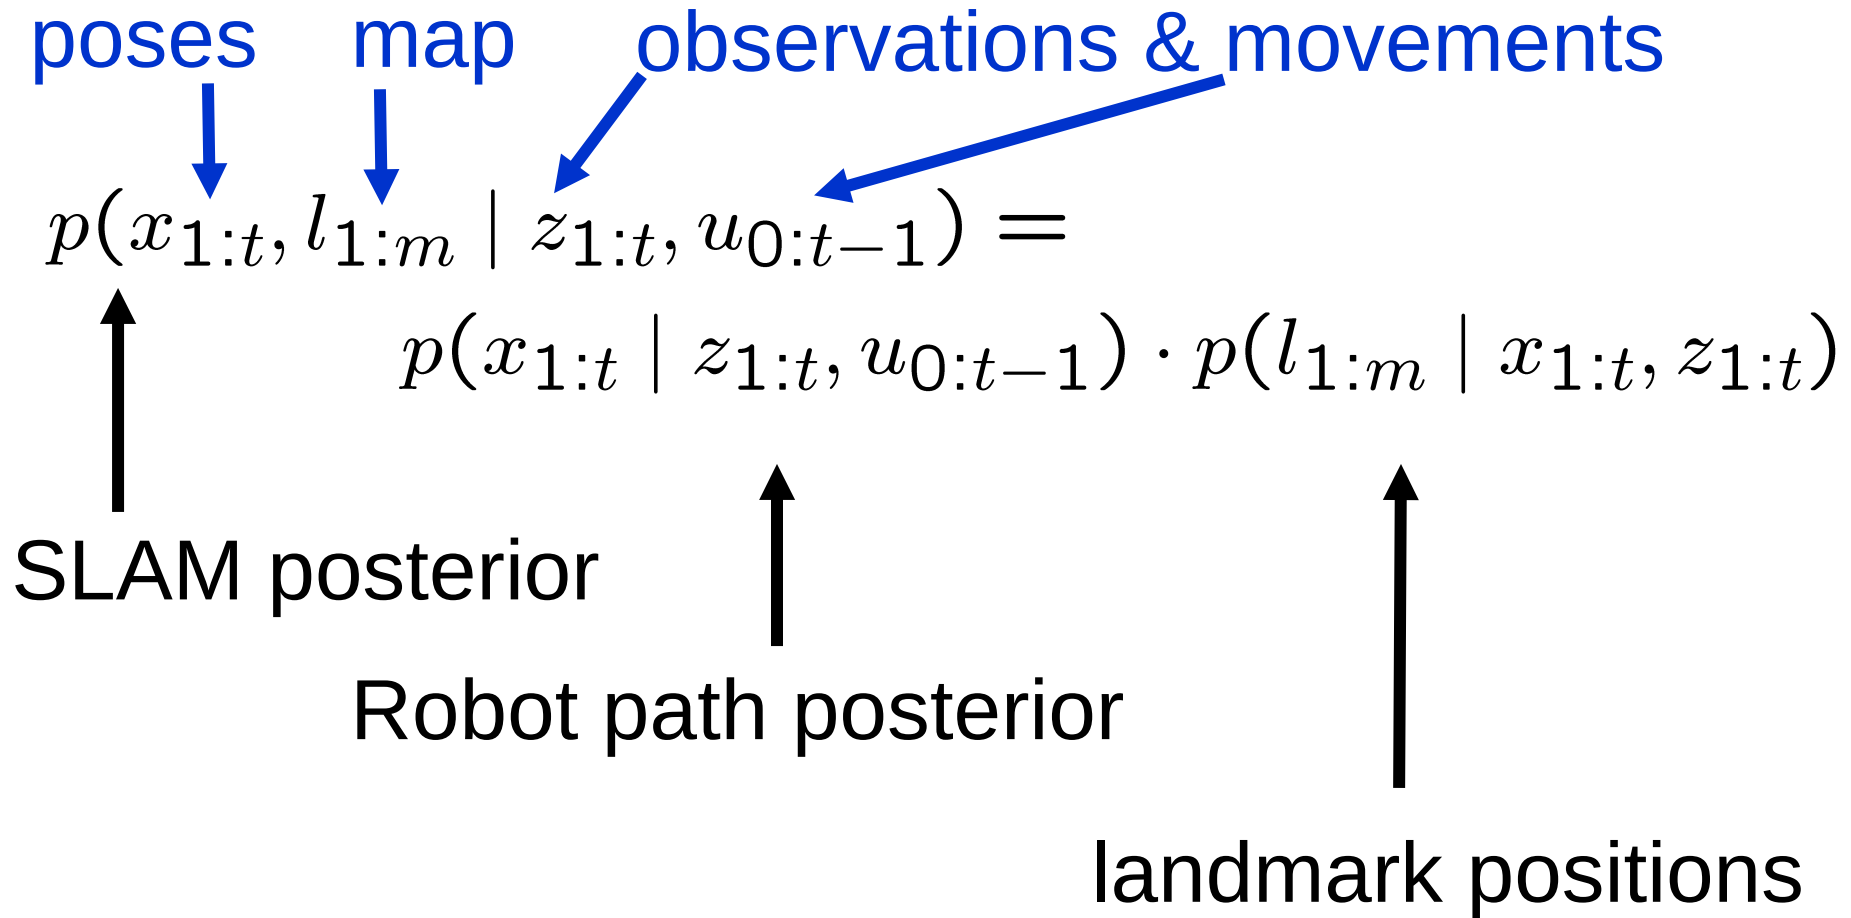 poses map observations & movements
p(x_{1:t}, l_{1:m} | z_{1:t}, u_{0:t-1}) =
p(x_{1:t} | z_{1:t}, u_{0:t-1}) · p(l_{1:m} | x_{1:t}, z_{1:t})
SLAM posterior
Robot path posterior
landmark positions